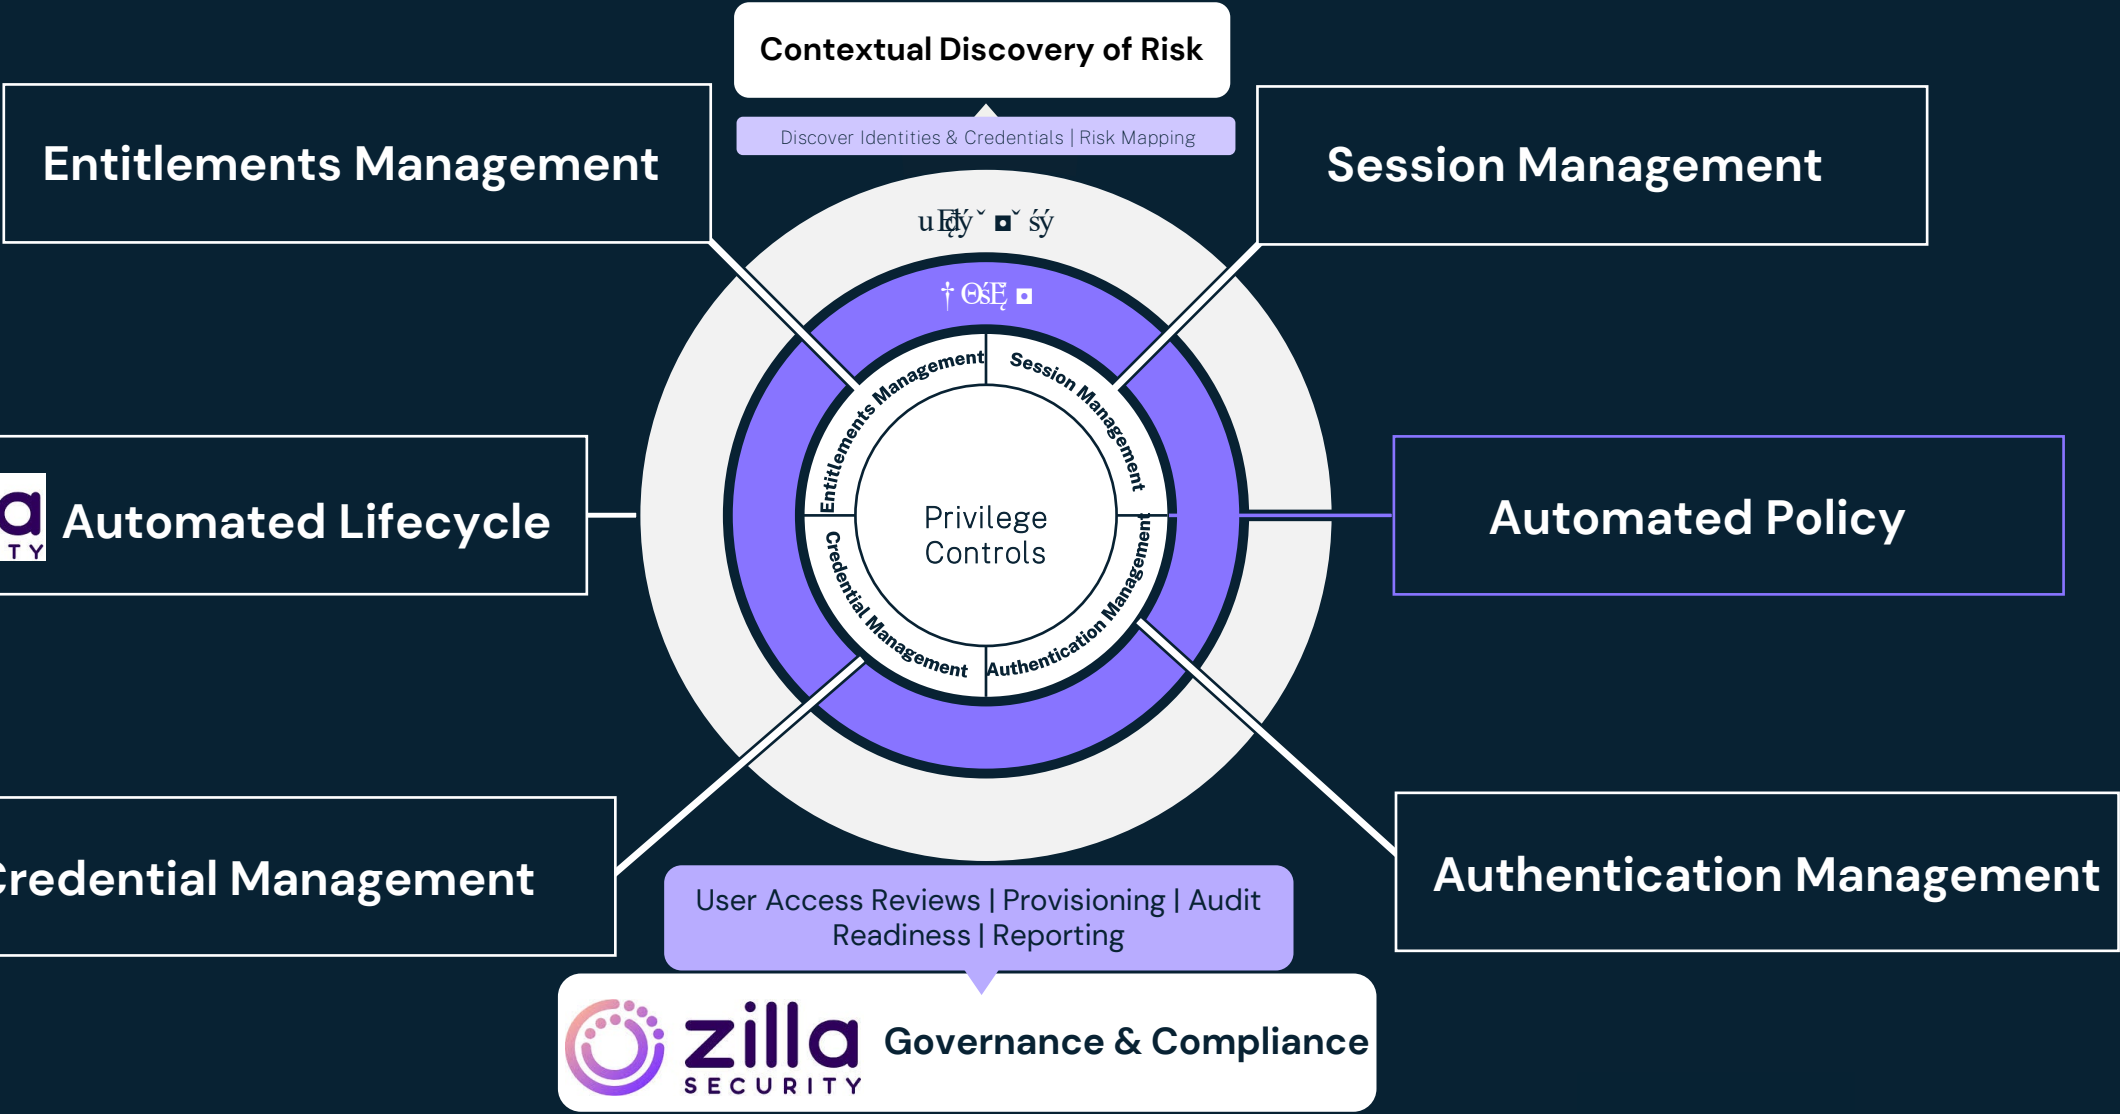 Contextual Discovery of Risk
Discover Identities & Credentials | Risk Mapping
Entitlements Management
Session Management
Entitlements Management
Session Management
Privilege
Controls
Credential Management
Authentication Management
Automated Lifecycle
Automated Policy
redential Management
Authentication Management
User Access Reviews | Provisioning | Audit
Readiness | Reporting
zilla
SECURITY
Governance & Compliance